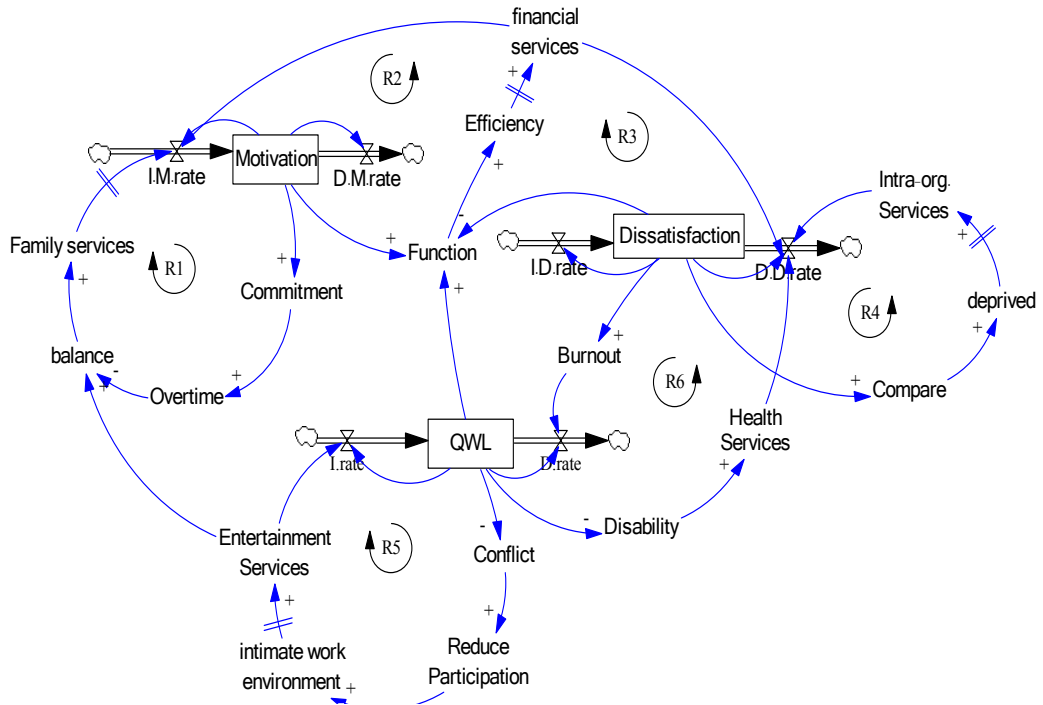 financial
services
R2
+
Efficiency
R3
+
I.M.rate
Motivation
D.M.rate
Intra-org.
Services
+
-
Dissatisfaction
Family services
R1
+
Function
I.D.rate
D.D.rate
+
+
+
Commitment
R4
deprived
+
balance
-
+
Overtime
+
Burnout
+
R6
+
Compare
Health
Services
I.rate
QWL
D.rate
+
Entertainment
Services
R5
-
Conflict
-
Disability
+
+
intimate work
environment
+
Reduce
Participation